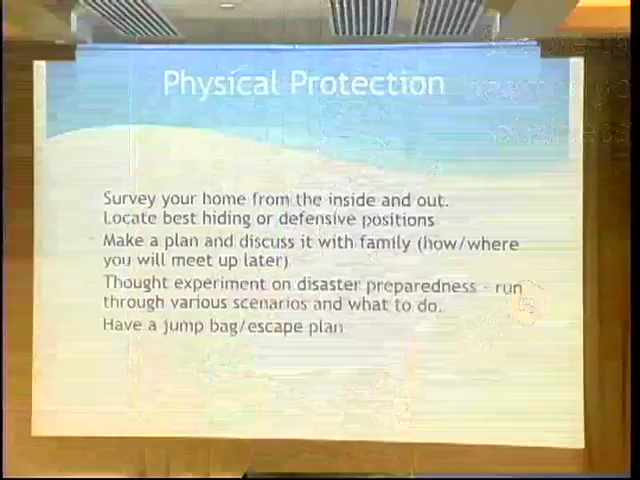 Physical Protection
Survey your home from the inside and out.
Locate best hiding or defensive positions
Make a plan and discuss it with family (how/where
you will meet up later)
Thought experiment on disaster preparedness - run
through various scenarios and what to do.
Have a jump bag/escape plan